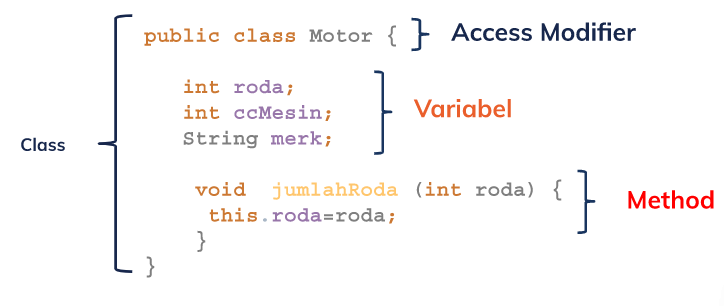 public class Motor { Access Modifier
int roda;
int ccMesin; Variabel
String merk;
Class
void jumlahRoda (int roda) {
this.roda=roda; Method
}
}